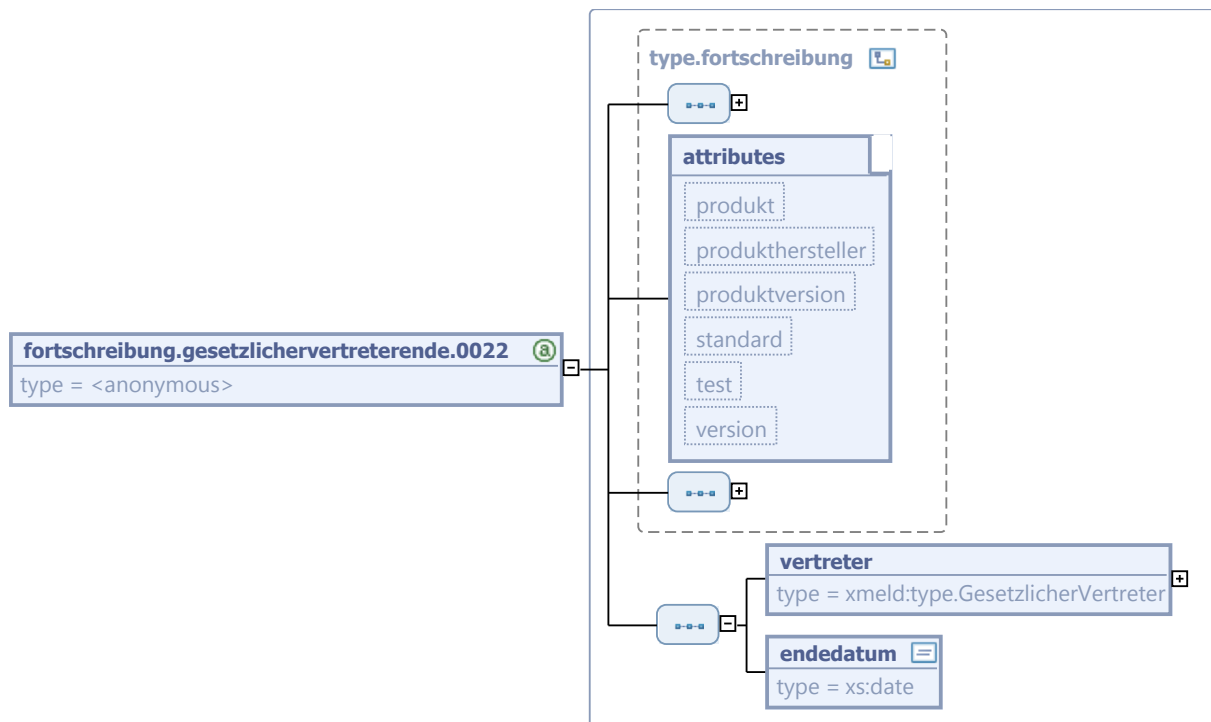 type.fortschreibung
attributes
produkt
produkthersteller
produktversion
standard
test
version
fortschreibung.gesetzlichervertreterende.0022
type = <anonymous>
vertreter
type = xmeld:type.GesetzlicherVertreter
endedatum
type = xs:date